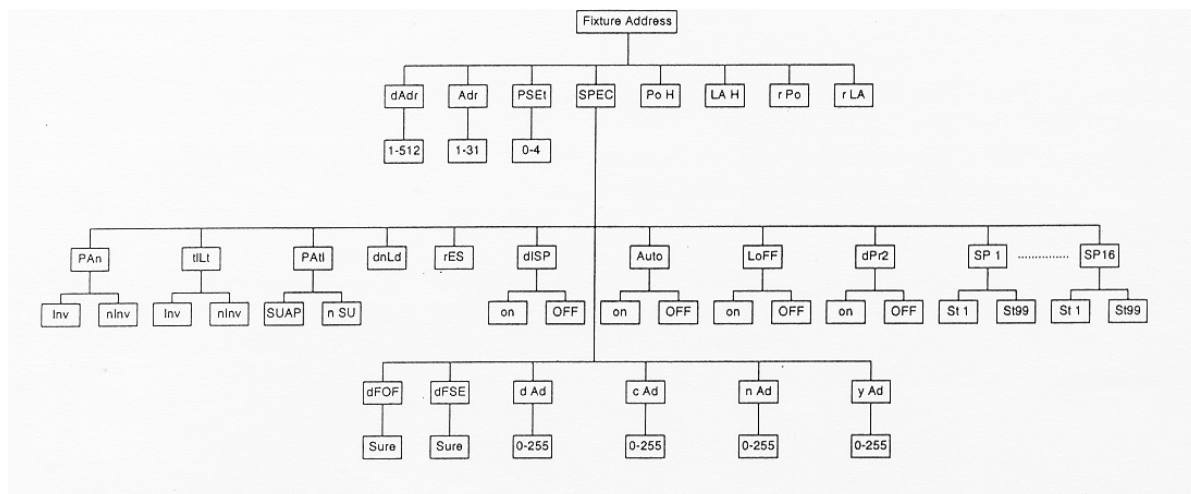 Fixture Address
dAdr Adr PSEt SPEC Po H LA H r Po r LA
1-512 1-31 0-4
PAn tILt PAtI dnLd rES dISP Auto LoFF dPr2 SP 1 ............... SP16
Inv nInv Inv nInv SUAP n SU on OFF on OFF on OFF on OFF St 1 St99 St 1 St99
dFOF dFSE d Ad c Ad n Ad y Ad
Sure Sure 0-255 0-255 0-255 0-255